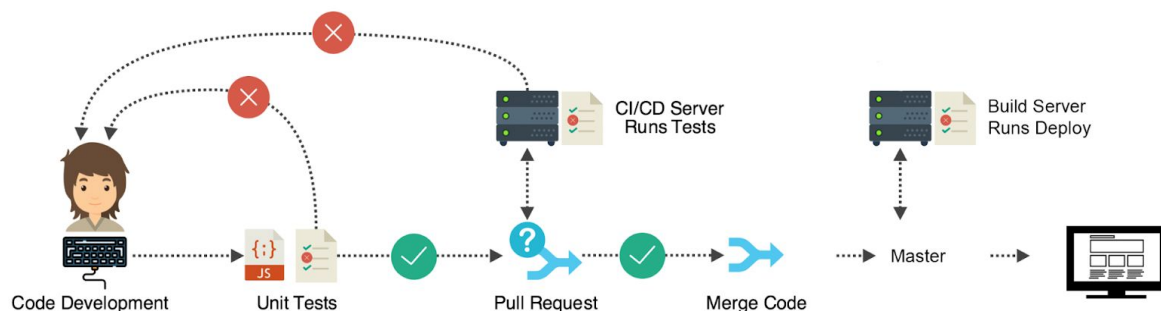 CI/CD Server
Runs Tests
Build Server
Runs Deploy
{;}
JS
?
Master
Code Development
Unit Tests
Pull Request
Merge Code